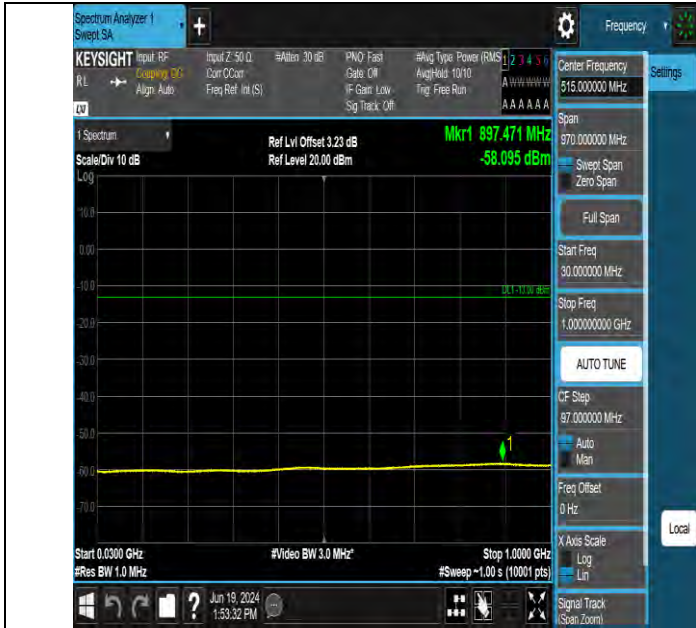 Spectrum Analyzer 1
Swept SA
+
Frequency
KEYSIGHT
RL
Input: RF
Coupling: DC
Align: Auto
Input Z: 50 Ω
Corr CCorr
Freq Ref: Int (S)
#Atten: 30 dB
PNO: Fast
Gate: Off
IF Gain: Low
Sig Track: Off
#Avg Type: Power (RMS
Avg|Hold: 10/10
Trig: Free Run
1 2 3 4 5 6
A W W W W W
A A A A A A
1 Spectrum
Scale/Div 10 dB
Ref Lvl Offset 3.23 dB
Ref Level 20.00 dBm
Mkr1 897.471 MHz
-58.095 dBm
Log
10.0
0.00
-10.0
DL1 -13.00 dBm
-20.0
-30.0
-40.0
-50.0
1
-60.0
-70.0
Start 0.0300 GHz
#Res BW 1.0 MHz
#Video BW 3.0 MHz*
Stop 1.0000 GHz
#Sweep ~1.00 s (10001 pts)
?
Jun 19, 2024
1:53:32 PM
Center Frequency
515.000000 MHz
Settings
Span
970.000000 MHz
Swept Span
Zero Span
Full Span
Start Freq
30.000000 MHz
Stop Freq
1.000000000 GHz
AUTO TUNE
CF Step
97.000000 MHz
Auto
Man
Freq Offset
0 Hz
Local
X Axis Scale
Log
Lin
Signal Track
(Span Zoom)